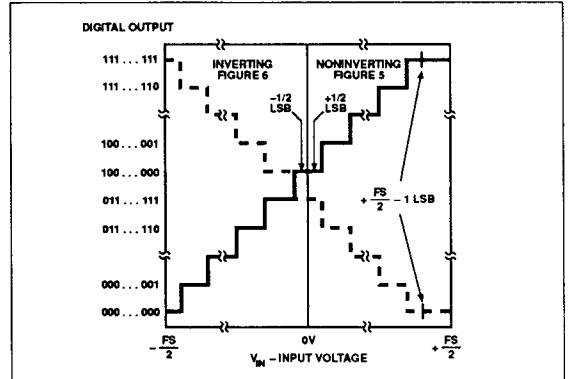 DIGITAL OUTPUT
INVERTING
FIGURE 6
NONINVERTING
FIGURE 5
111 . . . 111
111 . . . 110
–1/2
LSB
+1/2
LSB
100 . . . 001
100 . . . 000
011 . . . 111
011 . . . 110
+ FS/2 – 1 LSB
000 . . . 001
000 . . . 000
– FS/2
0V
+ FS/2
VIN – INPUT VOLTAGE